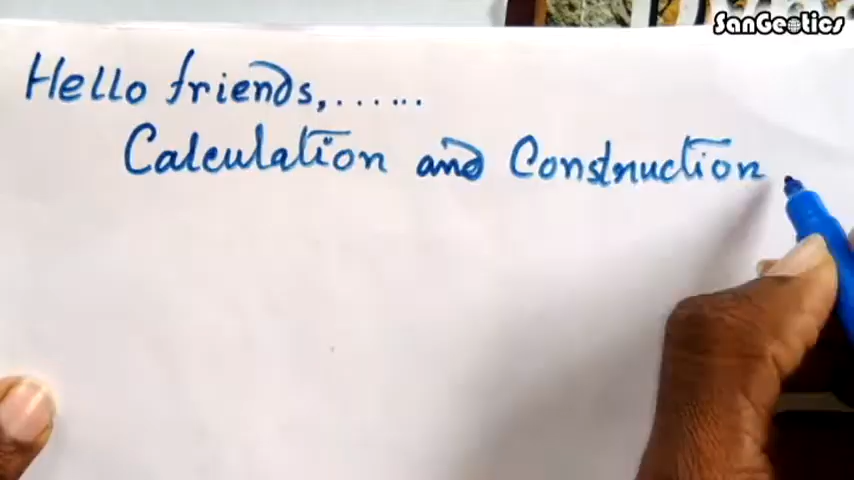 SanGeotics
Hello friends,......
Calculation and Construction